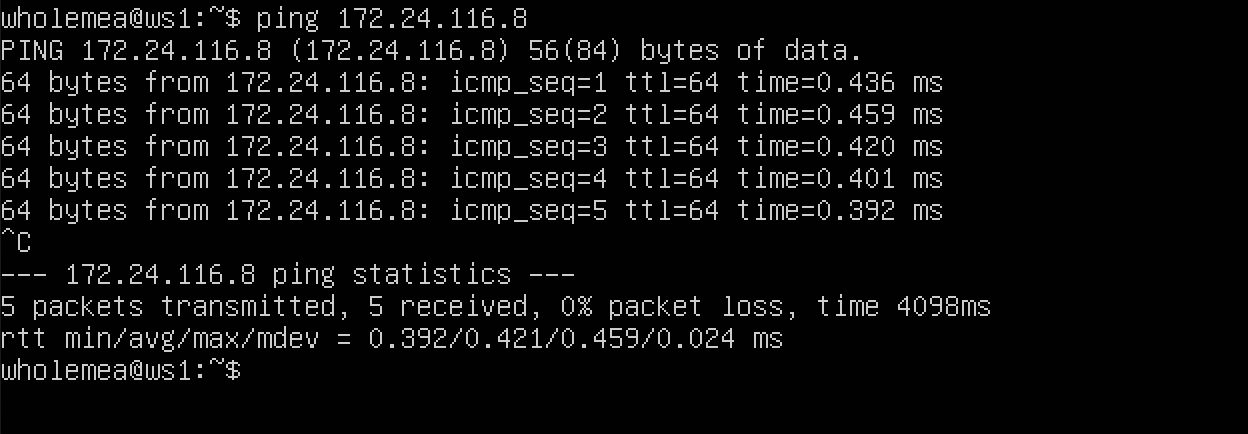 wholemea@ws1:~$ ping 172.24.116.8
PING 172.24.116.8 (172.24.116.8) 56(84) bytes of data.
64 bytes from 172.24.116.8: icmp_seq=1 ttl=64 time=0.436 ms
64 bytes from 172.24.116.8: icmp_seq=2 ttl=64 time=0.459 ms
64 bytes from 172.24.116.8: icmp_seq=3 ttl=64 time=0.420 ms
64 bytes from 172.24.116.8: icmp_seq=4 ttl=64 time=0.401 ms
64 bytes from 172.24.116.8: icmp_seq=5 ttl=64 time=0.392 ms
^C
--- 172.24.116.8 ping statistics ---
5 packets transmitted, 5 received, 0% packet loss, time 4098ms
rtt min/avg/max/mdev = 0.392/0.421/0.459/0.024 ms
wholemea@ws1:~$